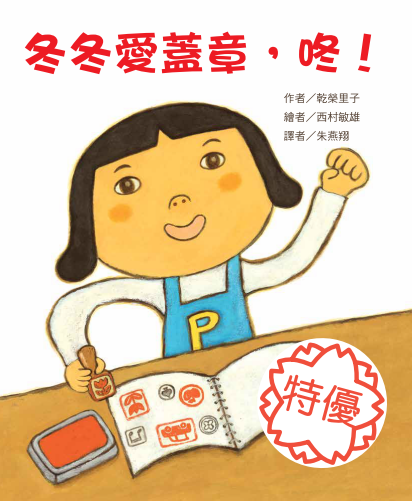 冬冬愛蓋章，咚！
作者／乾榮里子
繪者／西村敏雄
譯者／朱燕翔
P
特優